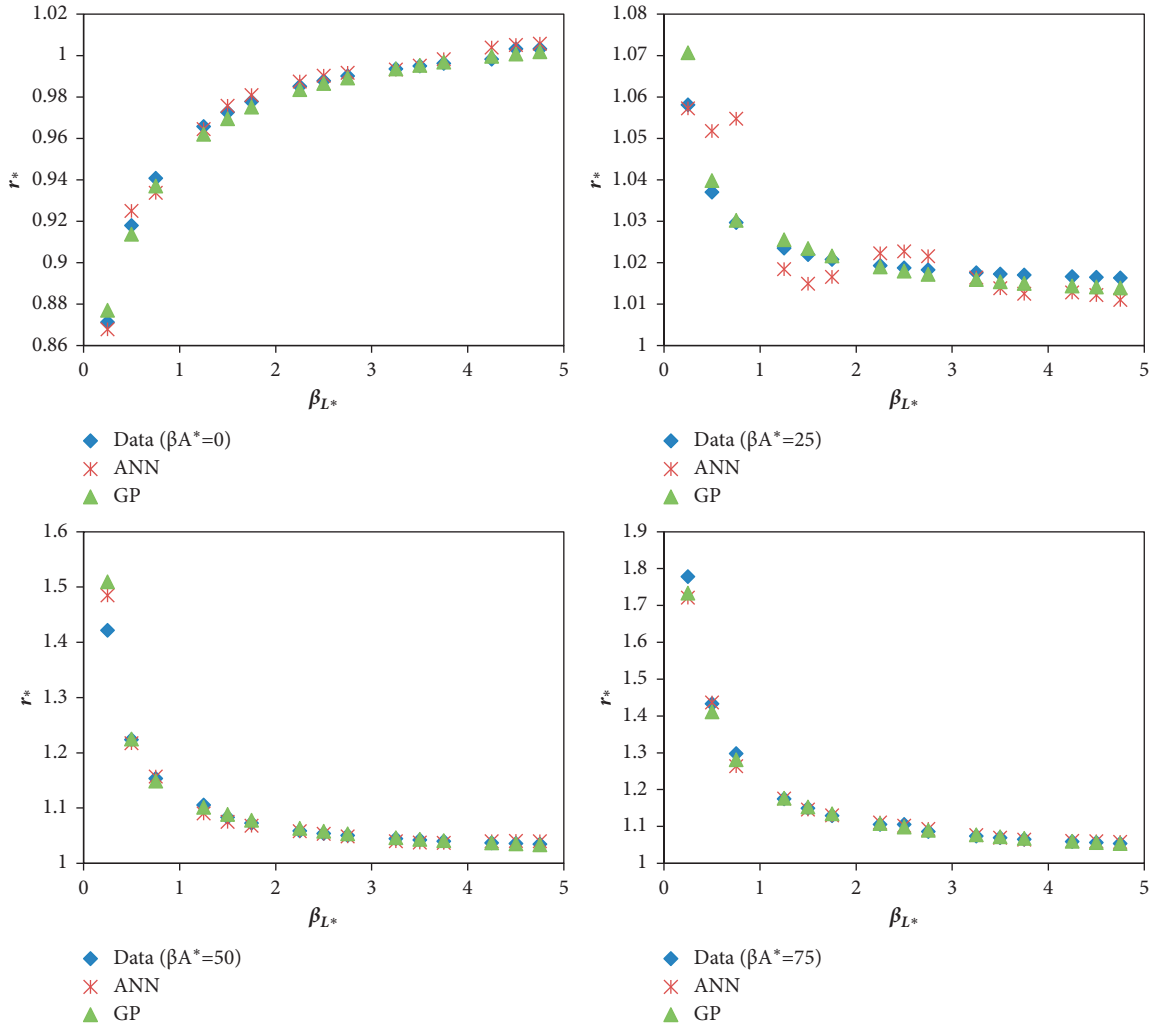 1.02
1
0.98
0.96
0.94
0.92
0.9
0.88
0.86
r*
0 1 2 3 4 5
βL*
Data (βA*=0)
ANN
GP
1.08
1.07
1.06
1.05
1.04
1.03
1.02
1.01
1
r*
0 1 2 3 4 5
βL*
Data (βA*=25)
ANN
GP
1.6
1.5
1.4
1.3
1.2
1.1
1
r*
0 1 2 3 4 5
βL*
Data (βA*=50)
ANN
GP
1.9
1.8
1.7
1.6
1.5
1.4
1.3
1.2
1.1
1
r*
0 1 2 3 4 5
βL*
Data (βA*=75)
ANN
GP